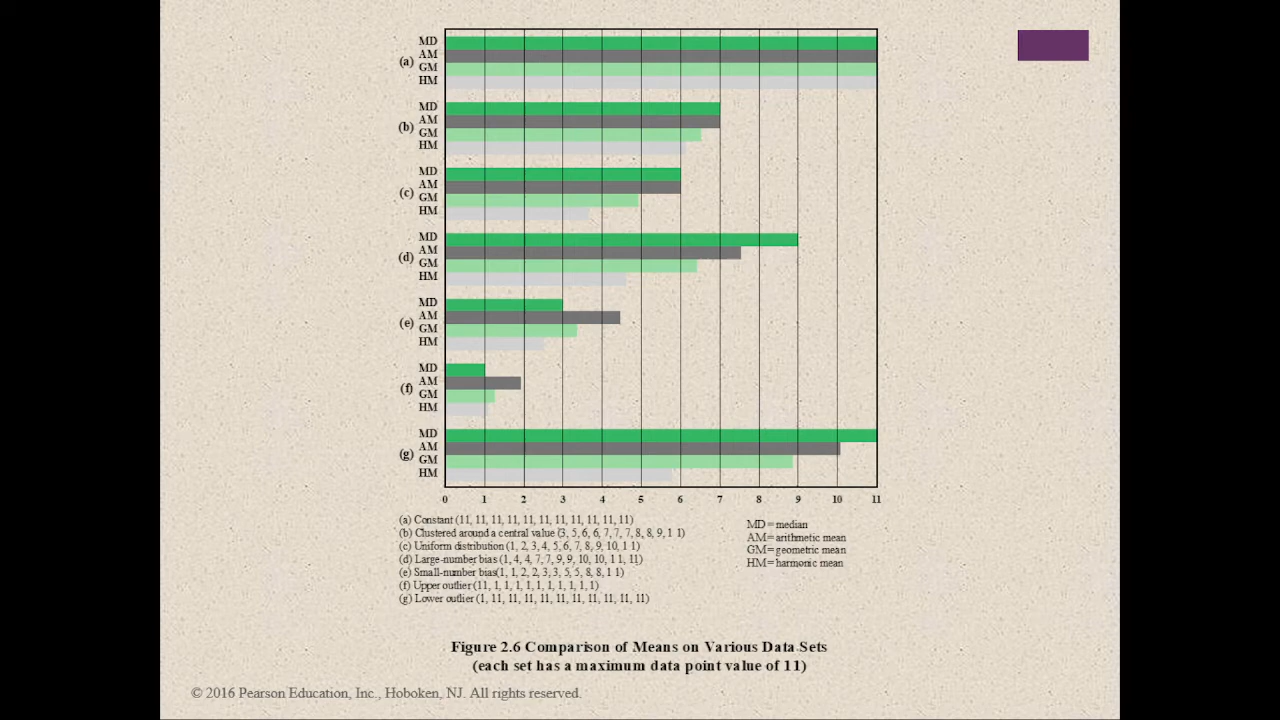 MD
AM
(a) GM
HM
MD
AM
(b) GM
HM
MD
AM
(c) GM
HM
MD
AM
(d) GM
HM
MD
AM
(e) GM
HM
MD
AM
(f) GM
HM
MD
AM
(g) GM
HM
0 1 2 3 4 5 6 7 8 9 10 11
(a) Constant (11, 11, 11, 11, 11, 11, 11, 11, 11, 11, 11)
(b) Clustered around a central value (3, 5, 6, 6, 7, 7, 7, 8, 8, 9, 1 1)
(c) Uniform distribution (1, 2, 3, 4, 5, 6, 7, 8, 9, 10, 1 1)
(d) Large-number bias (1, 4, 4, 7, 7, 9, 9, 10, 10, 1 1, 11)
(e) Small-number bias(1, 1, 2, 2, 3, 3, 5, 5, 8, 8, 1 1)
(f) Upper outlier (11, 1, 1, 1, 1, 1, 1, 1, 1, 1, 1)
(g) Lower outlier (1, 11, 11, 11, 11, 11, 11, 11, 11, 11, 11)
MD = median
AM = arithmetic mean
GM = geometric mean
HM = harmonic mean
Figure 2.6 Comparison of Means on Various Data Sets
(each set has a maximum data point value of 11)
© 2016 Pearson Education, Inc., Hoboken, NJ. All rights reserved.